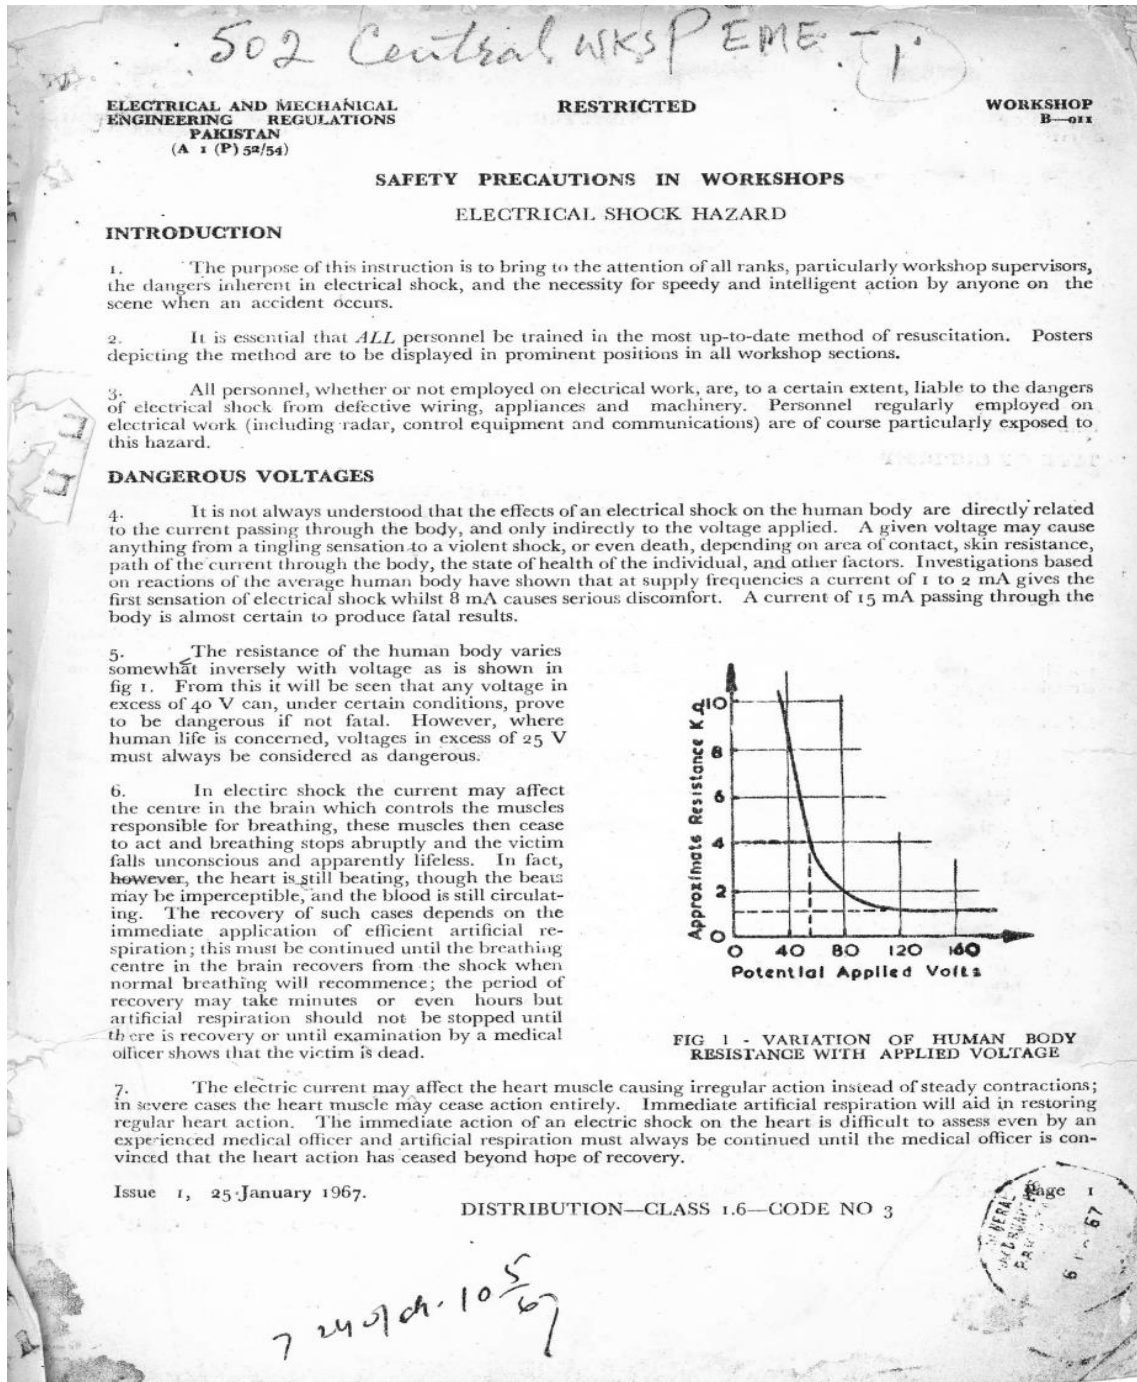 502 Central WKSP EME - 1
ELECTRICAL AND MECHANICAL
ENGINEERING REGULATIONS
PAKISTAN
(A 1 (P) 52/54)
RESTRICTED
WORKSHOP
B—011
SAFETY PRECAUTIONS IN WORKSHOPS
ELECTRICAL SHOCK HAZARD
INTRODUCTION
1. The purpose of this instruction is to bring to the attention of all ranks, particularly workshop supervisors,
the dangers inherent in electrical shock, and the necessity for speedy and intelligent action by anyone on the
scene when an accident occurs.
2. It is essential that ALL personnel be trained in the most up-to-date method of resuscitation. Posters
depicting the method are to be displayed in prominent positions in all workshop sections.
3. All personnel, whether or not employed on electrical work, are, to a certain extent, liable to the dangers
of electrical shock from defective wiring, appliances and machinery. Personnel regularly employed on
electrical work (including radar, control equipment and communications) are of course particularly exposed to
this hazard.
DANGEROUS VOLTAGES
4. It is not always understood that the effects of an electrical shock on the human body are directly related
to the current passing through the body, and only indirectly to the voltage applied. A given voltage may cause
anything from a tingling sensation to a violent shock, or even death, depending on area of contact, skin resistance,
path of the current through the body, the state of health of the individual, and other factors. Investigations based
on reactions of the average human body have shown that at supply frequencies a current of 1 to 2 mA gives the
first sensation of electrical shock whilst 8 mA causes serious discomfort. A current of 15 mA passing through the
body is almost certain to produce fatal results.
5. The resistance of the human body varies
somewhat inversely with voltage as is shown in
fig 1. From this it will be seen that any voltage in
excess of 40 V can, under certain conditions, prove
to be dangerous if not fatal. However, where
human life is concerned, voltages in excess of 25 V
must always be considered as dangerous.
6. In electirc shock the current may affect
the centre in the brain which controls the muscles
responsible for breathing, these muscles then cease
to act and breathing stops abruptly and the victim
falls unconscious and apparently lifeless. In fact,
however, the heart is still beating, though the beats
may be imperceptible, and the blood is still circulat-
ing. The recovery of such cases depends on the
immediate application of efficient artificial re-
spiration; this must be continued until the breathing
centre in the brain recovers from the shock when
normal breathing will recommence; the period of
recovery may take minutes or even hours but
artificial respiration should not be stopped until
there is recovery or until examination by a medical
officer shows that the victim is dead.
Approximate Resistance KΩ
10
8
6
4
2
0
0 40 80 120 160
Potential Applied Volts
FIG 1 - VARIATION OF HUMAN BODY
RESISTANCE WITH APPLIED VOLTAGE
7. The electric current may affect the heart muscle causing irregular action instead of steady contractions;
in severe cases the heart muscle may cease action entirely. Immediate artificial respiration will aid in restoring
regular heart action. The immediate action of an electric shock on the heart is difficult to assess even by an
experienced medical officer and artificial respiration must always be continued until the medical officer is con-
vinced that the heart action has ceased beyond hope of recovery.
Issue 1, 25 January 1967.
Page 1
DISTRIBUTION—CLASS 1.6—CODE NO 3